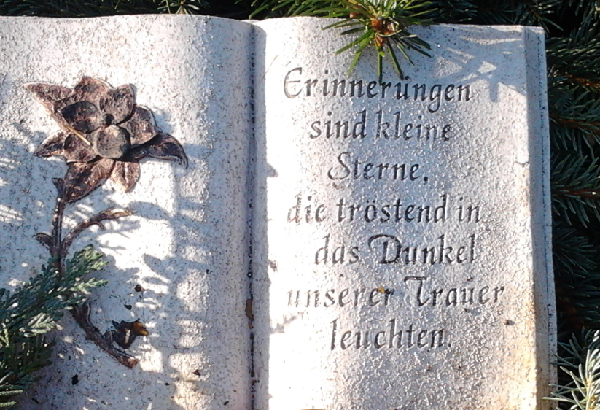 Erinnerungen
sind kleine
Sterne,
die tröstend in
das Dunkel
unserer Trauer
leuchten.